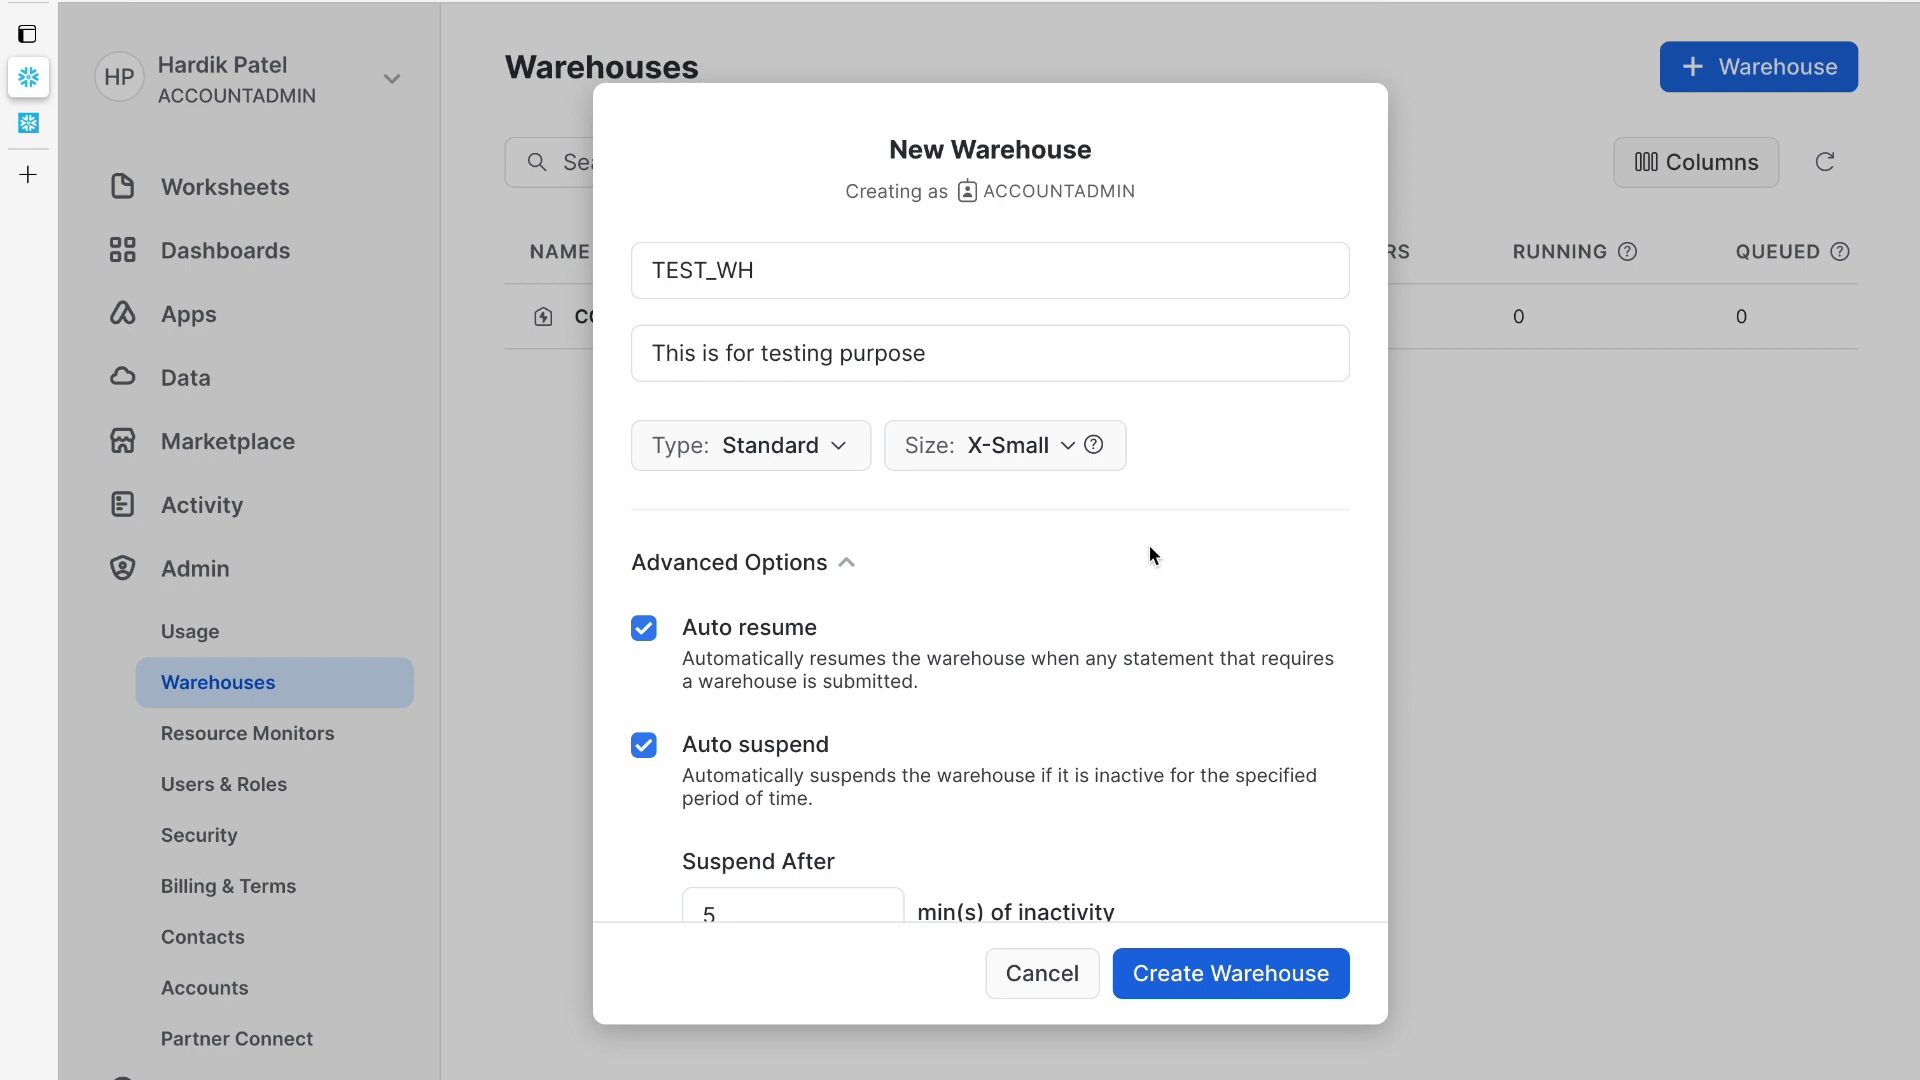 HP
Hardik Patel
ACCOUNTADMIN
Worksheets
Dashboards
Apps
Data
Marketplace
Activity
Admin
Usage
Warehouses
Resource Monitors
Users & Roles
Security
Billing & Terms
Contacts
Accounts
Partner Connect
Warehouses
+ Warehouse
Columns
NAME
RUNNING
QUEUED
0
0
New Warehouse
Creating as ACCOUNTADMIN
TEST_WH
This is for testing purpose
Type: Standard
Size: X-Small
Advanced Options
Auto resume
Automatically resumes the warehouse when any statement that requires
a warehouse is submitted.
Auto suspend
Automatically suspends the warehouse if it is inactive for the specified
period of time.
Suspend After
5 min(s) of inactivity
Cancel
Create Warehouse